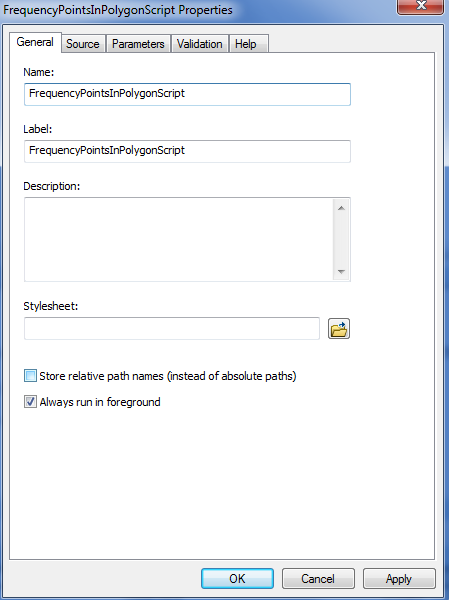 FrequencyPointsInPolygonScript Properties
General Source Parameters Validation Help
Name:
FrequencyPointsInPolygonScript
Label:
FrequencyPointsInPolygonScript
Description:
Stylesheet:
Store relative path names (instead of absolute paths)
Always run in foreground
OK Cancel Apply